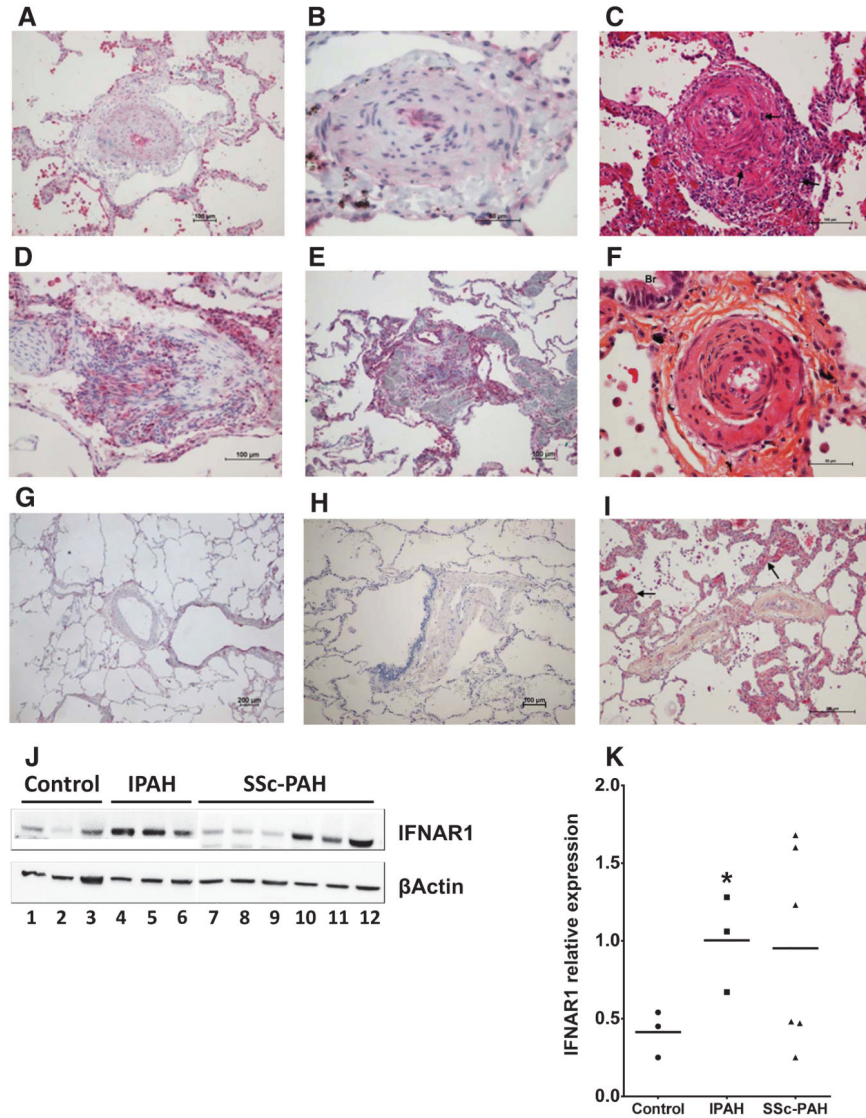 A
B
C
100 µm
100 µm
D
E
F
Br
100 µm
100 µm
G
H
I
200 µm
100 µm
J
Control IPAH SSc-PAH
IFNAR1
βActin
1 2 3 4 5 6 7 8 9 10 11 12
K
IFNAR1 relative expression
2.0
1.5
1.0
0.5
0.0
*
Control IPAH SSc-PAH